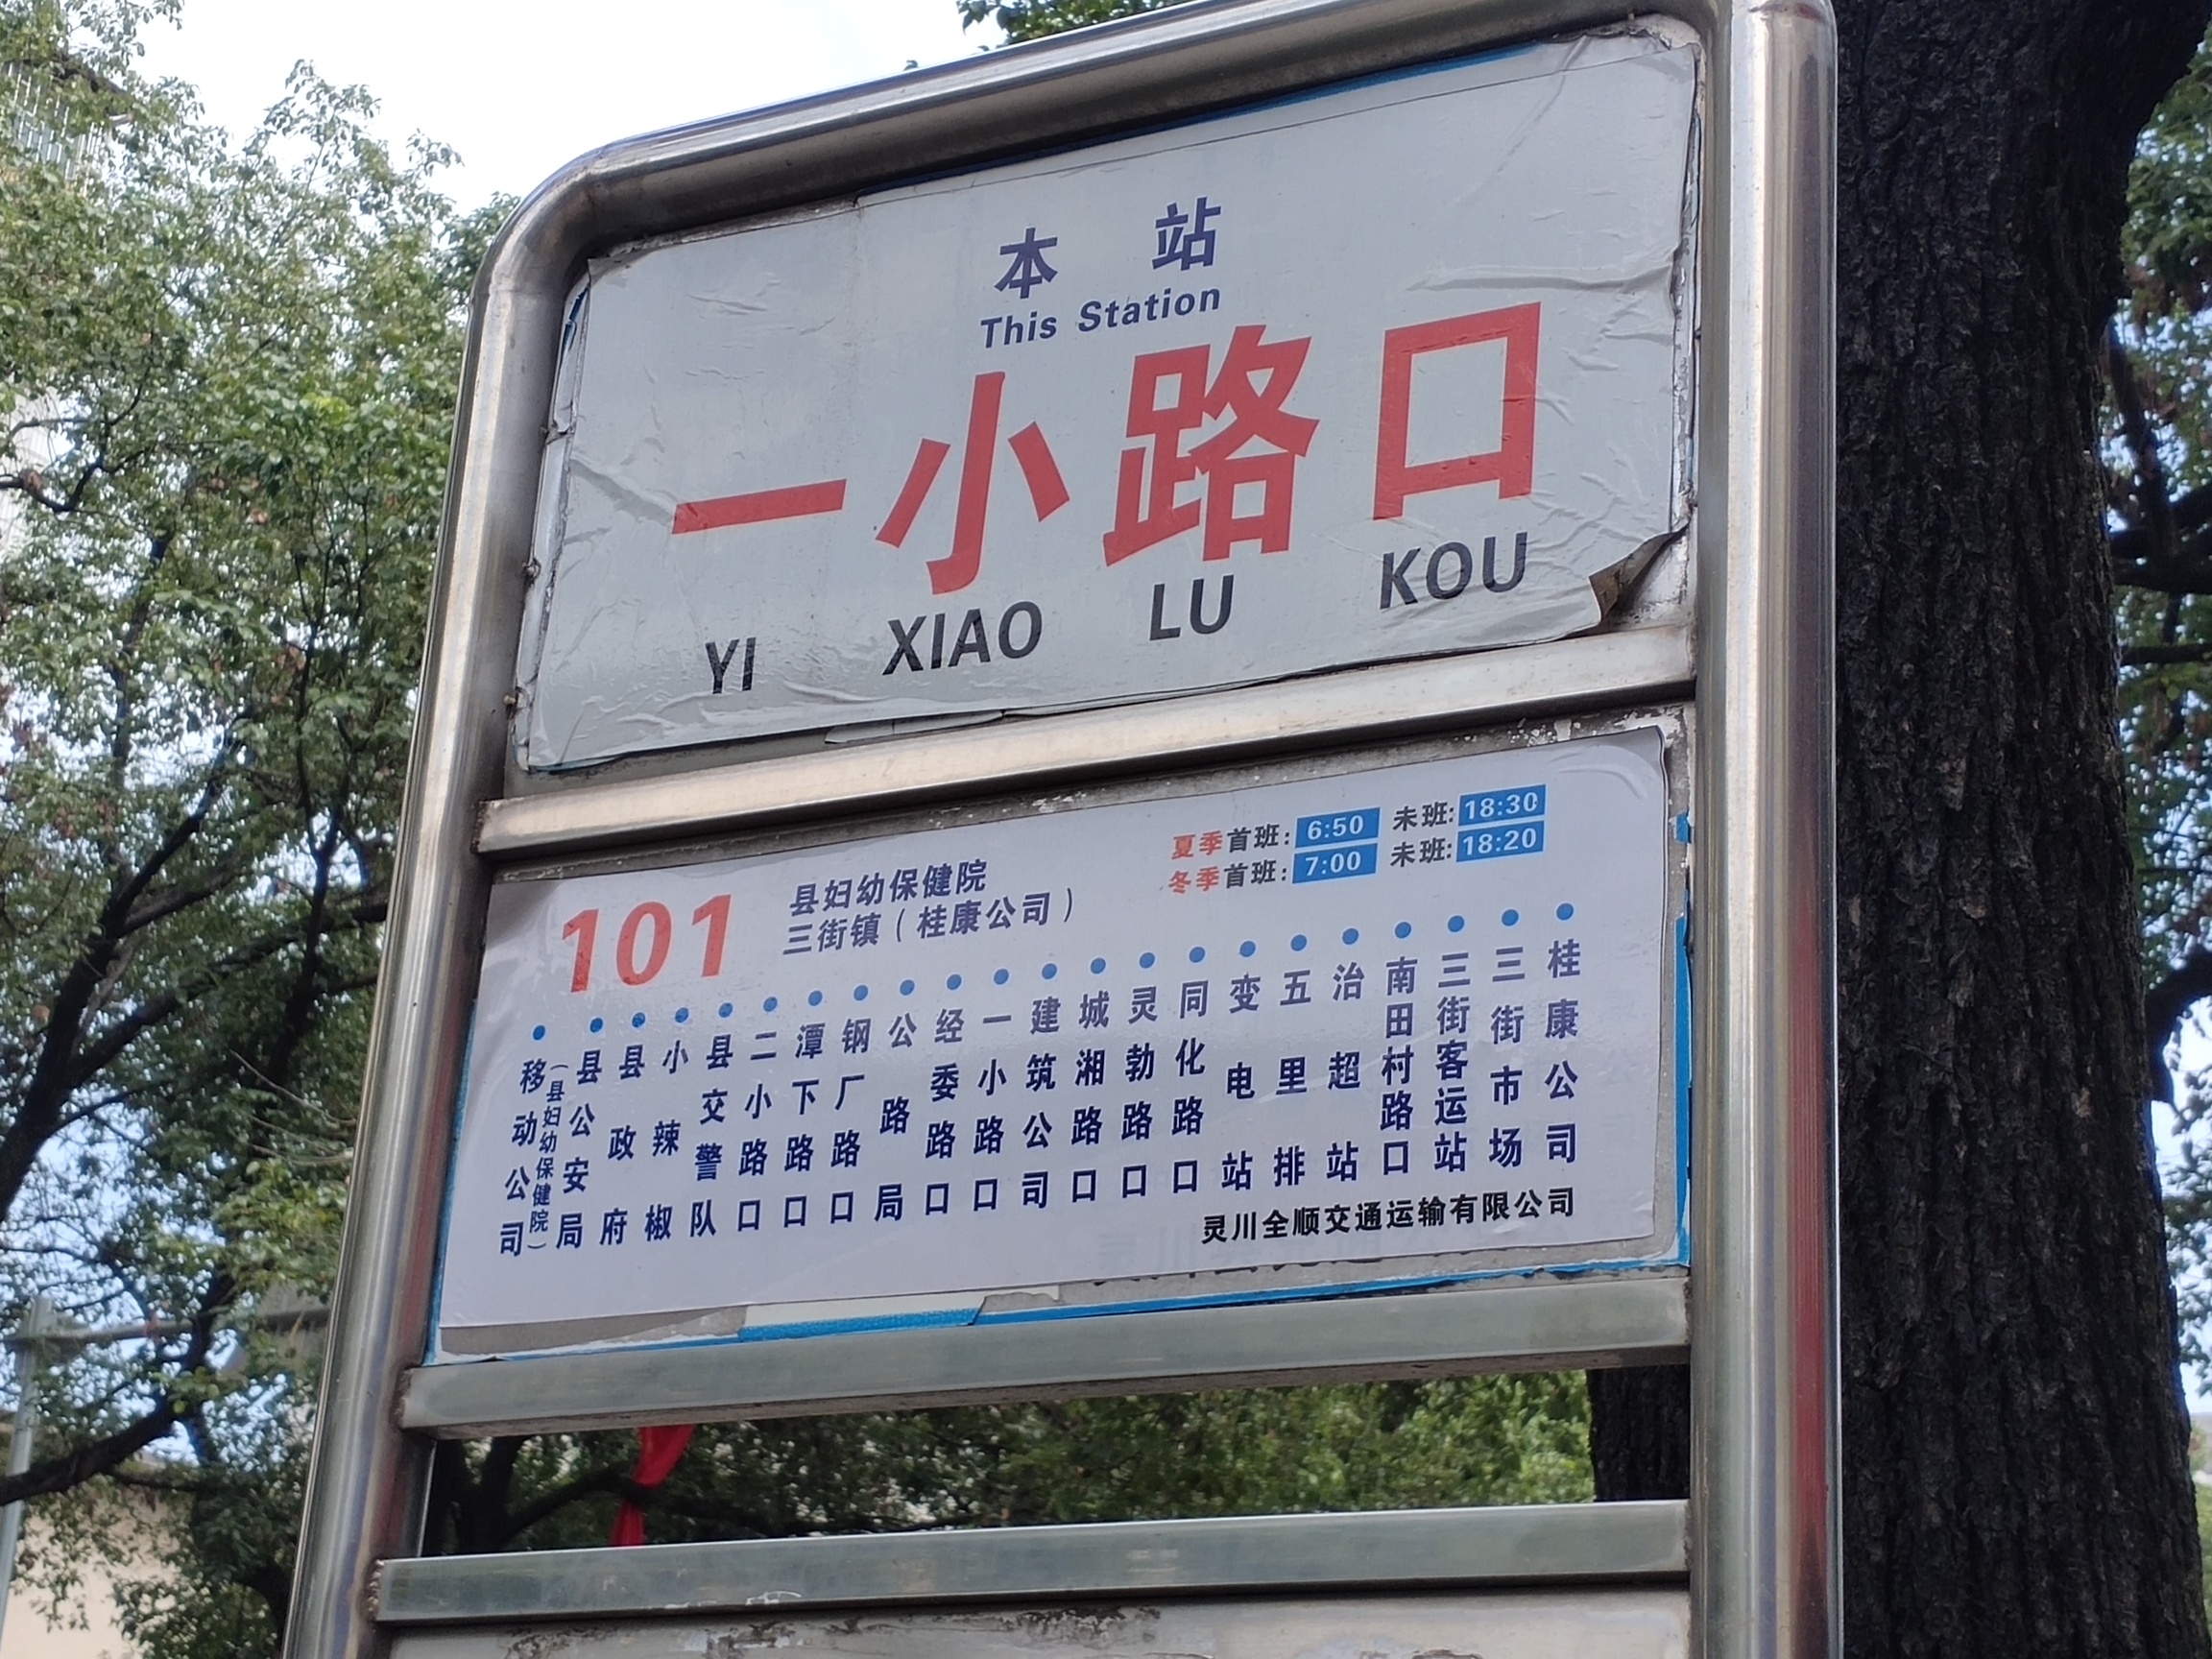 本 站
This Station
一小路口
YI XIAO LU KOU
101
县妇幼保健院
三街镇（桂康公司）
夏季首班: 6:50 未班: 18:30
冬季首班: 7:00 未班: 18:20
移动公司
（县妇幼保健院）
县公安局
县政府
小辣椒
县交警队
二小路口
潭下路口
钢厂路口
公路局
经委路口
一小路口
建筑公司
城湘路口
灵勃路口
同化路口
变电站
五里排
治超站
南田村路口
三街客运站
三街市场
桂康公司
灵川全顺交通运输有限公司